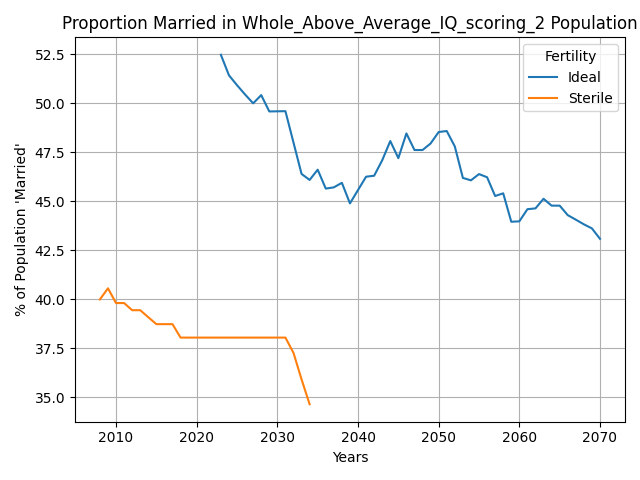 Proportion Married in Whole_Above_Average_IQ_scoring_2 Population
Fertility
Ideal
Sterile
% of Population 'Married'
52.5
50.0
47.5
45.0
42.5
40.0
37.5
35.0
2010 2020 2030 2040 2050 2060 2070
Years